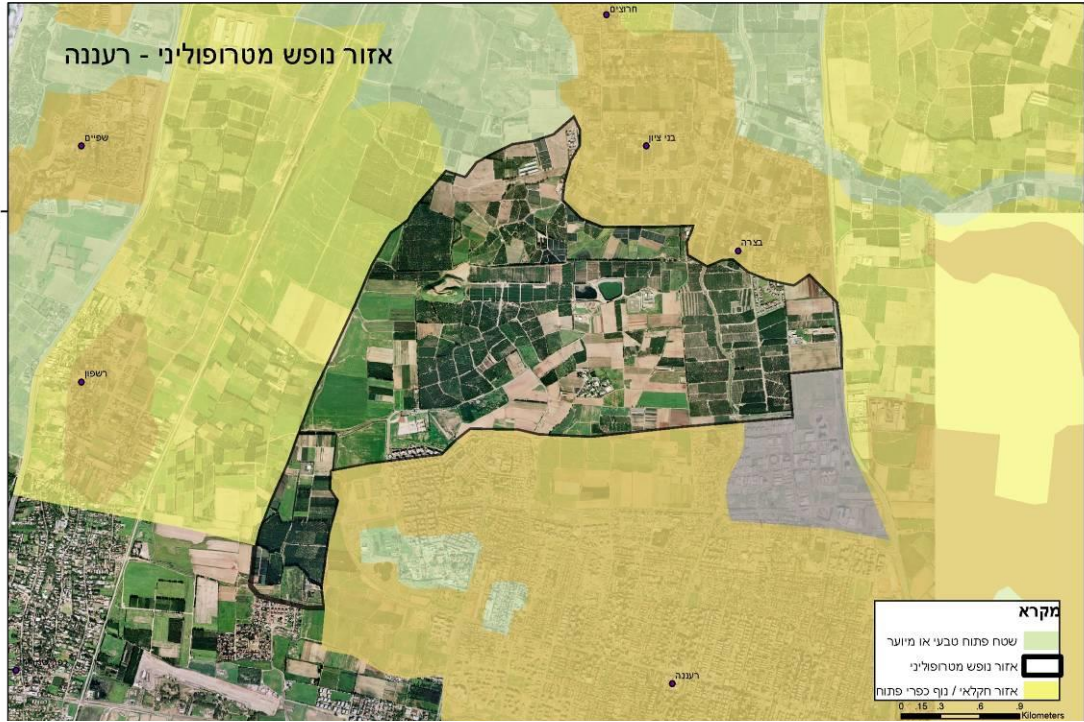 חרוצים
אזור נופש מטרופוליני - רעננה
שפיים
בני ציון
בצרה
רשפון
רעננה
מקרא
שטח פתוח טבעי או מיוער
אזור נופש מטרופוליני
אזור חקלאי / נוף כפרי פתוח
0 .15 .3 .6 .9
Kilometers